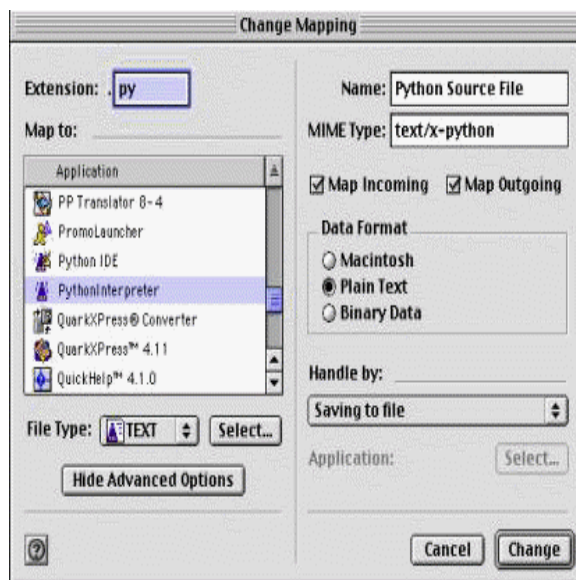 Change Mapping
Extension: .py
Map to:
Application
PP Translator 8-4
PromoLauncher
Python IDE
PythonInterpreter
QuarkXPress® Converter
QuarkXPress™ 4.11
QuickHelp™ 4.1.0
File Type: TEXT Select...
Hide Advanced Options
Name: Python Source File
MIME Type: text/x-python
Map Incoming Map Outgoing
Data Format
Macintosh
Plain Text
Binary Data
Handle by:
Saving to file
Application: Select...
?
Cancel Change